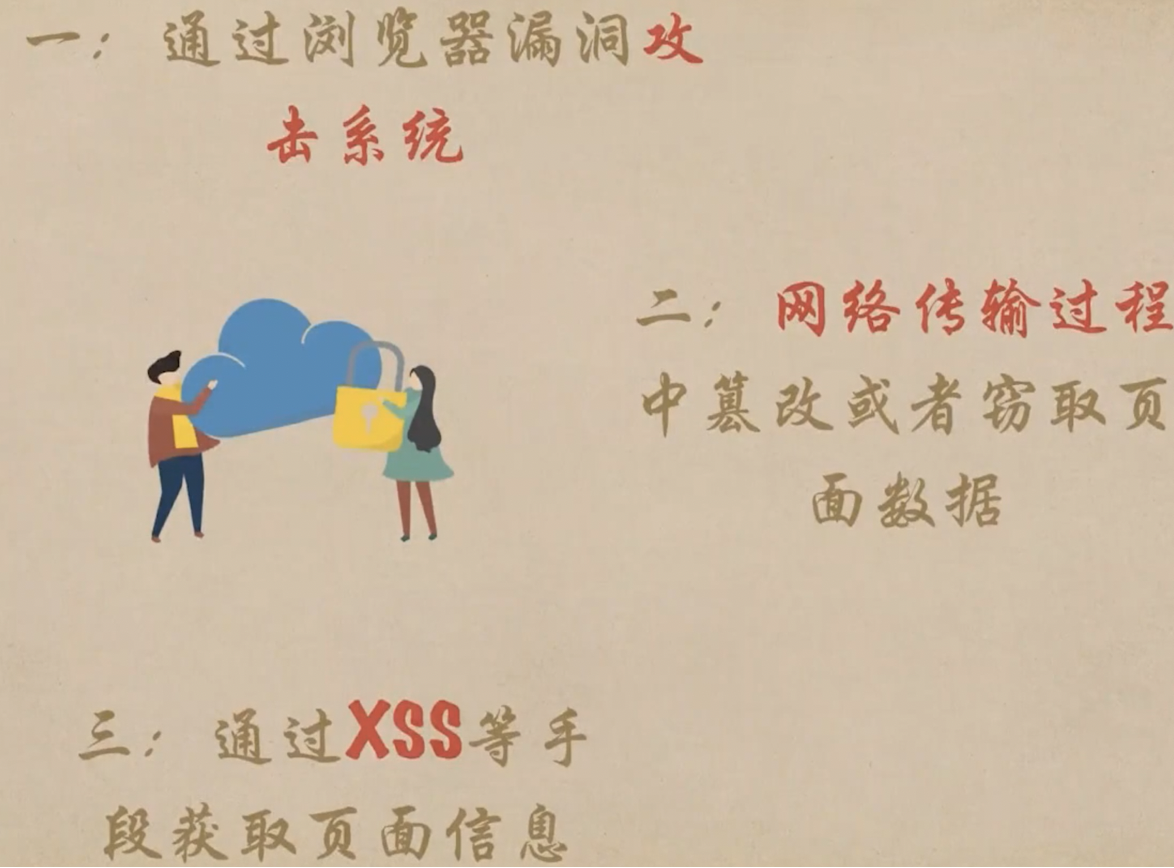 一：通过浏览器漏洞攻
击系统
二：网络传输过程
中篡改或者窃取页
面数据
三：通过XSS等手
段获取页面信息